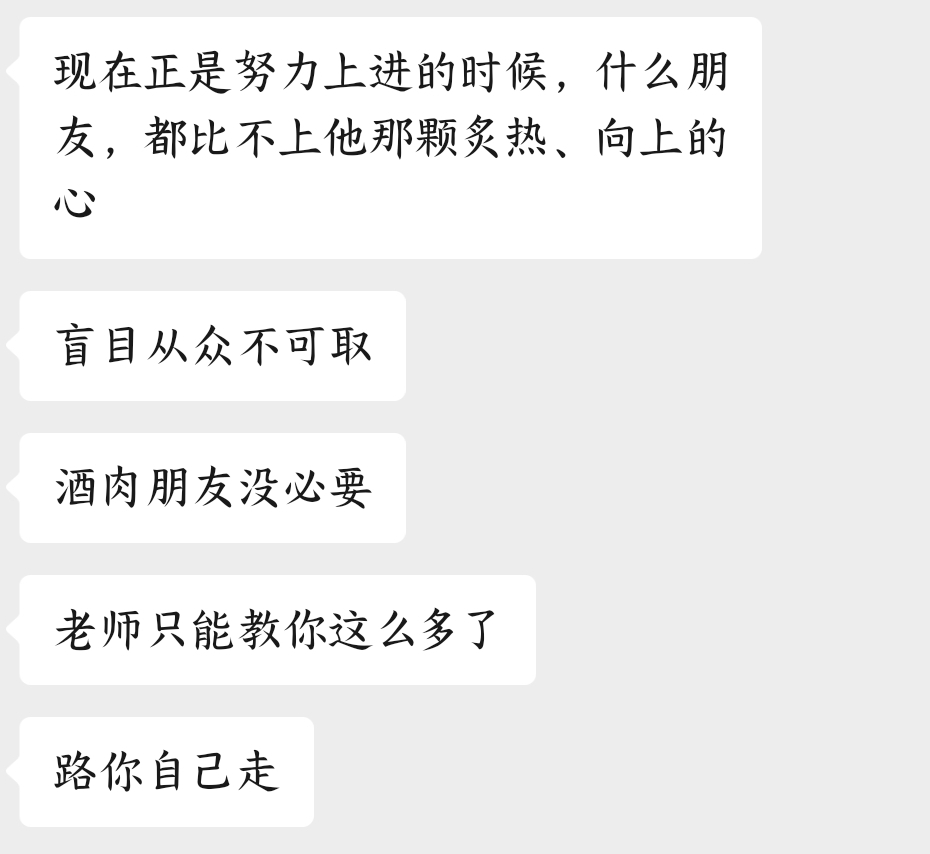 现在正是努力上进的时候，什么朋
友，都比不上他那颗炙热、向上的
心
盲目从众不可取
酒肉朋友没必要
老师只能教你这么多了
路你自己走